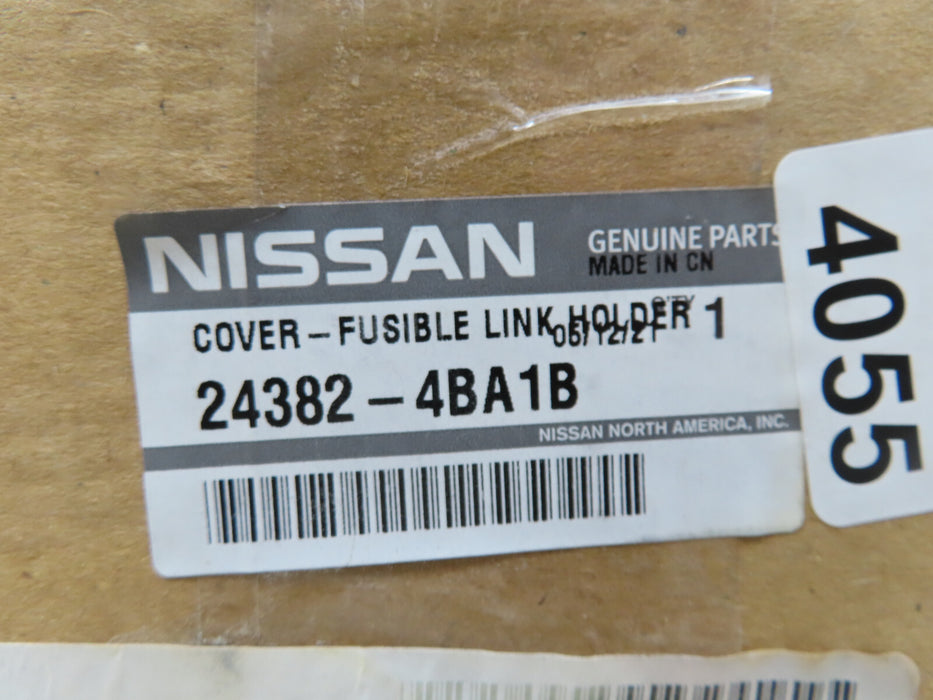 NISSAN
GENUINE PARTS
MADE IN CN
Q'TY
COVER-FUSIBLE LINK HOLDER 1
06/12/21
24382-4BA1B
NISSAN NORTH AMERICA, INC.
4055